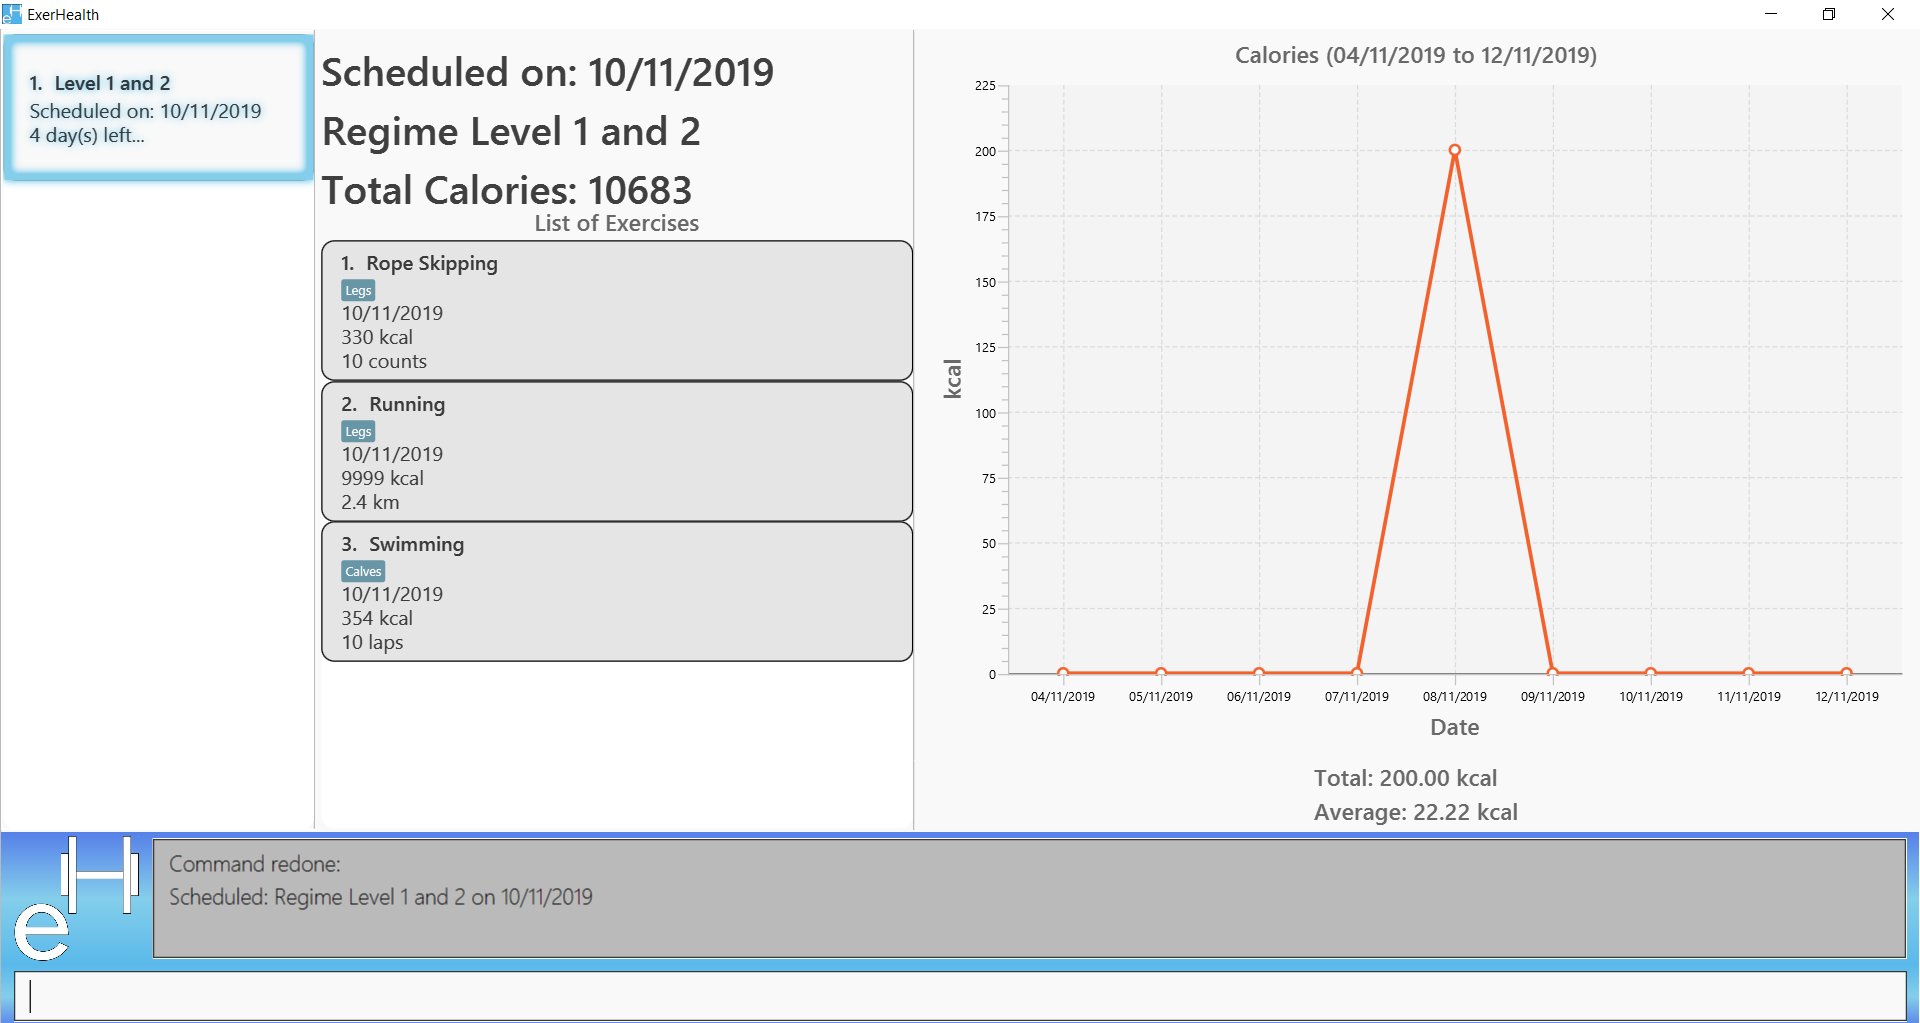 ExerHealth
1. Level 1 and 2
Scheduled on: 10/11/2019
4 day(s) left...
Scheduled on: 10/11/2019
Regime Level 1 and 2
Total Calories: 10683
List of Exercises
1. Rope Skipping
Legs
10/11/2019
330 kcal
10 counts
2. Running
Legs
10/11/2019
9999 kcal
2.4 km
3. Swimming
Calves
10/11/2019
354 kcal
10 laps
Calories (04/11/2019 to 12/11/2019)
kcal
225
200
175
150
125
100
75
50
25
0
04/11/2019 05/11/2019 06/11/2019 07/11/2019 08/11/2019 09/11/2019 10/11/2019 11/11/2019 12/11/2019
Date
Total: 200.00 kcal
Average: 22.22 kcal
eH
Command redone:
Scheduled: Regime Level 1 and 2 on 10/11/2019